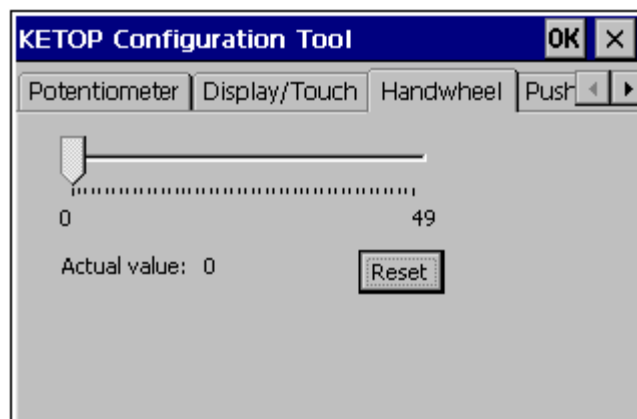 KETOP Configuration Tool OK ×
Potentiometer Display/Touch Handwheel Push
0 49
Actual value: 0 Reset